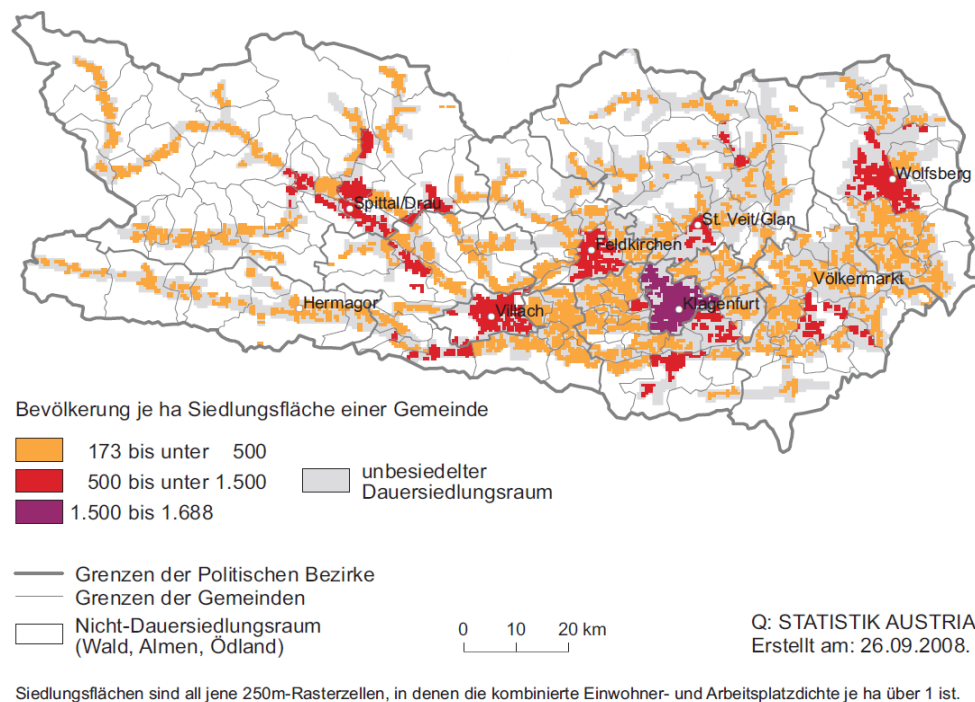 Wolfsberg
Spittal/Drau
St. Veit/Glan
Feldkirchen
Völkermarkt
Hermagor
Klagenfurt
Villach
Bevölkerung je ha Siedlungsfläche einer Gemeinde
173 bis unter 500
500 bis unter 1.500
1.500 bis 1.688
unbesiedelter
Dauersiedlungsraum
Grenzen der Politischen Bezirke
Grenzen der Gemeinden
Nicht-Dauersiedlungsraum
(Wald, Almen, Ödland)
0 10 20 km
Q: STATISTIK AUSTRIA
Erstellt am: 26.09.2008.
Siedlungsflächen sind all jene 250m-Rasterzellen, in denen die kombinierte Einwohner- und Arbeitsplatzdichte je ha über 1 ist.